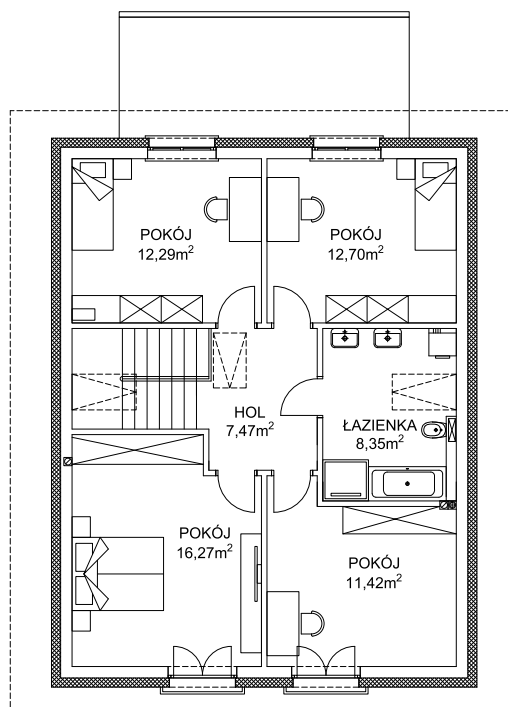 POKÓJ
12,29m²
POKÓJ
12,70m²
HOL
7,47m²
ŁAZIENKA
8,35m²
POKÓJ
16,27m²
POKÓJ
11,42m²